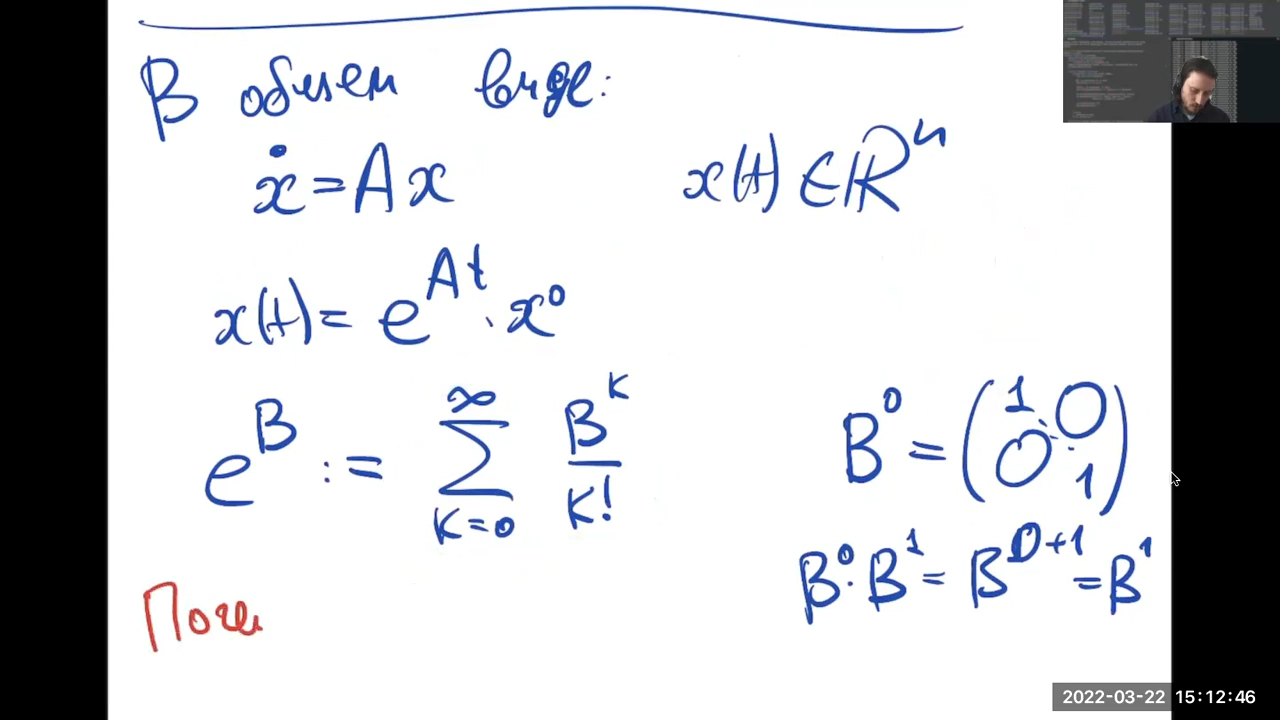 В общем виде:
ẋ = Ax x(t) ∈ ℝⁿ
x(t) = e^{At} · x⁰
e^B := ∑_{k=0}^{∞} B^k / k!
B⁰ = (1 0 ⋱ 0 1)
B⁰ · B¹ = B^{0+1} = B¹
Поче
2022-03-22 15:12:46